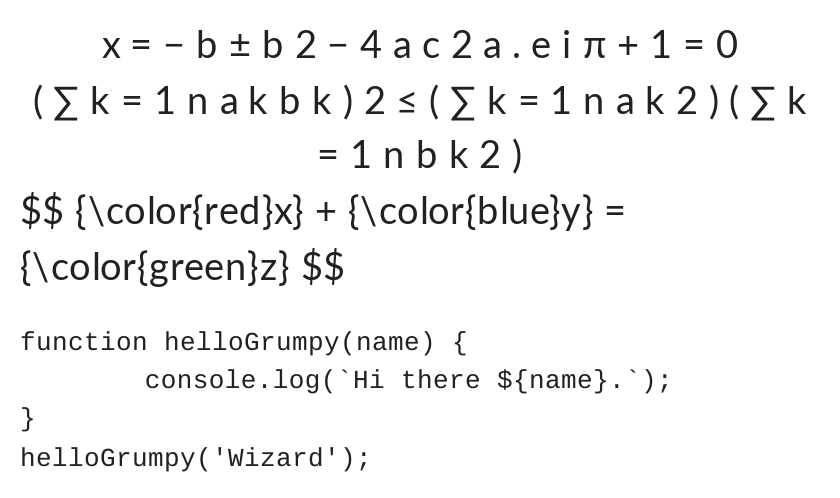 x = − b ± b 2 − 4 a c 2 a . e i π + 1 = 0
( ∑ k = 1 n a k b k ) 2 ≤ ( ∑ k = 1 n a k 2 ) ( ∑ k
= 1 n b k 2 )
$$ {\color{red}x} + {\color{blue}y} =
{\color{green}z} $$
function helloGrumpy(name) {
console.log(`Hi there ${name}.`);
}
helloGrumpy('Wizard');